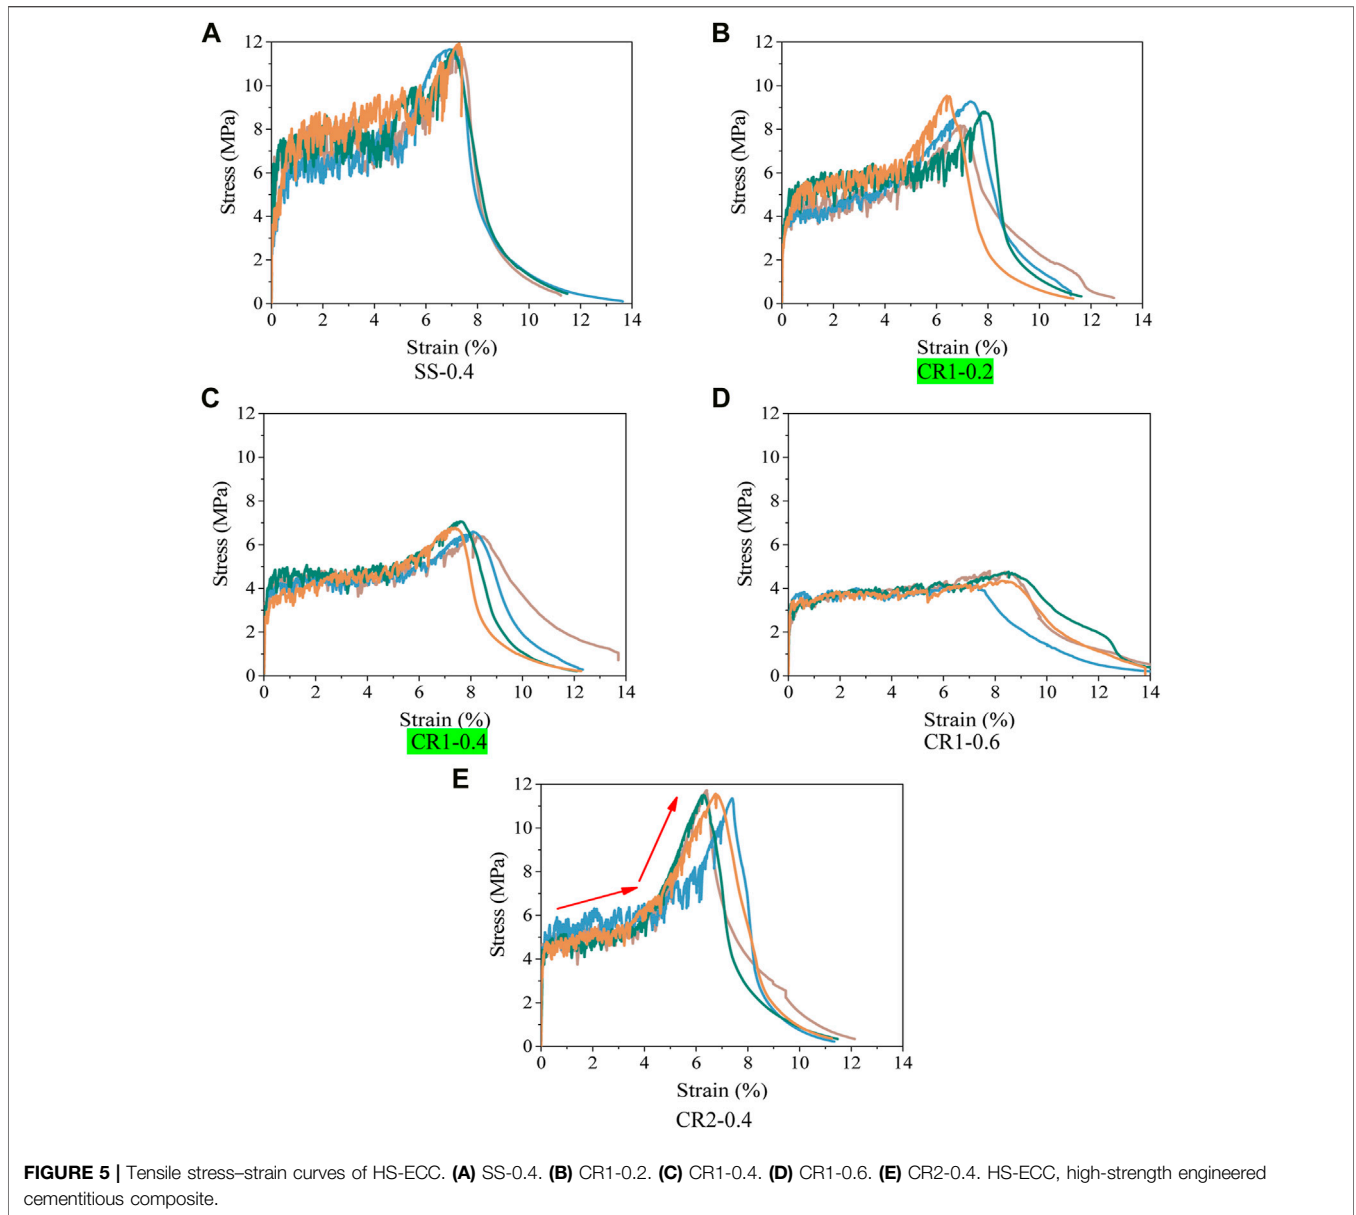 A
B
12
10
8
6
4
2
0
Stress (MPa)
0 2 4 6 8 10 12 14
Strain (%)
SS-0.4
12
10
8
6
4
2
0
Stress (MPa)
0 2 4 6 8 10 12 14
Strain (%)
CR1-0.2
C
D
12
10
8
6
4
2
0
Stress (MPa)
0 2 4 6 8 10 12 14
Strain (%)
CR1-0.4
12
10
8
6
4
2
0
Stress (MPa)
0 2 4 6 8 10 12 14
Strain (%)
CR1-0.6
E
12
10
8
6
4
2
0
Stress (MPa)
0 2 4 6 8 10 12 14
Strain (%)
CR2-0.4
FIGURE 5 | Tensile stress–strain curves of HS-ECC. (A) SS-0.4. (B) CR1-0.2. (C) CR1-0.4. (D) CR1-0.6. (E) CR2-0.4. HS-ECC, high-strength engineered
cementitious composite.